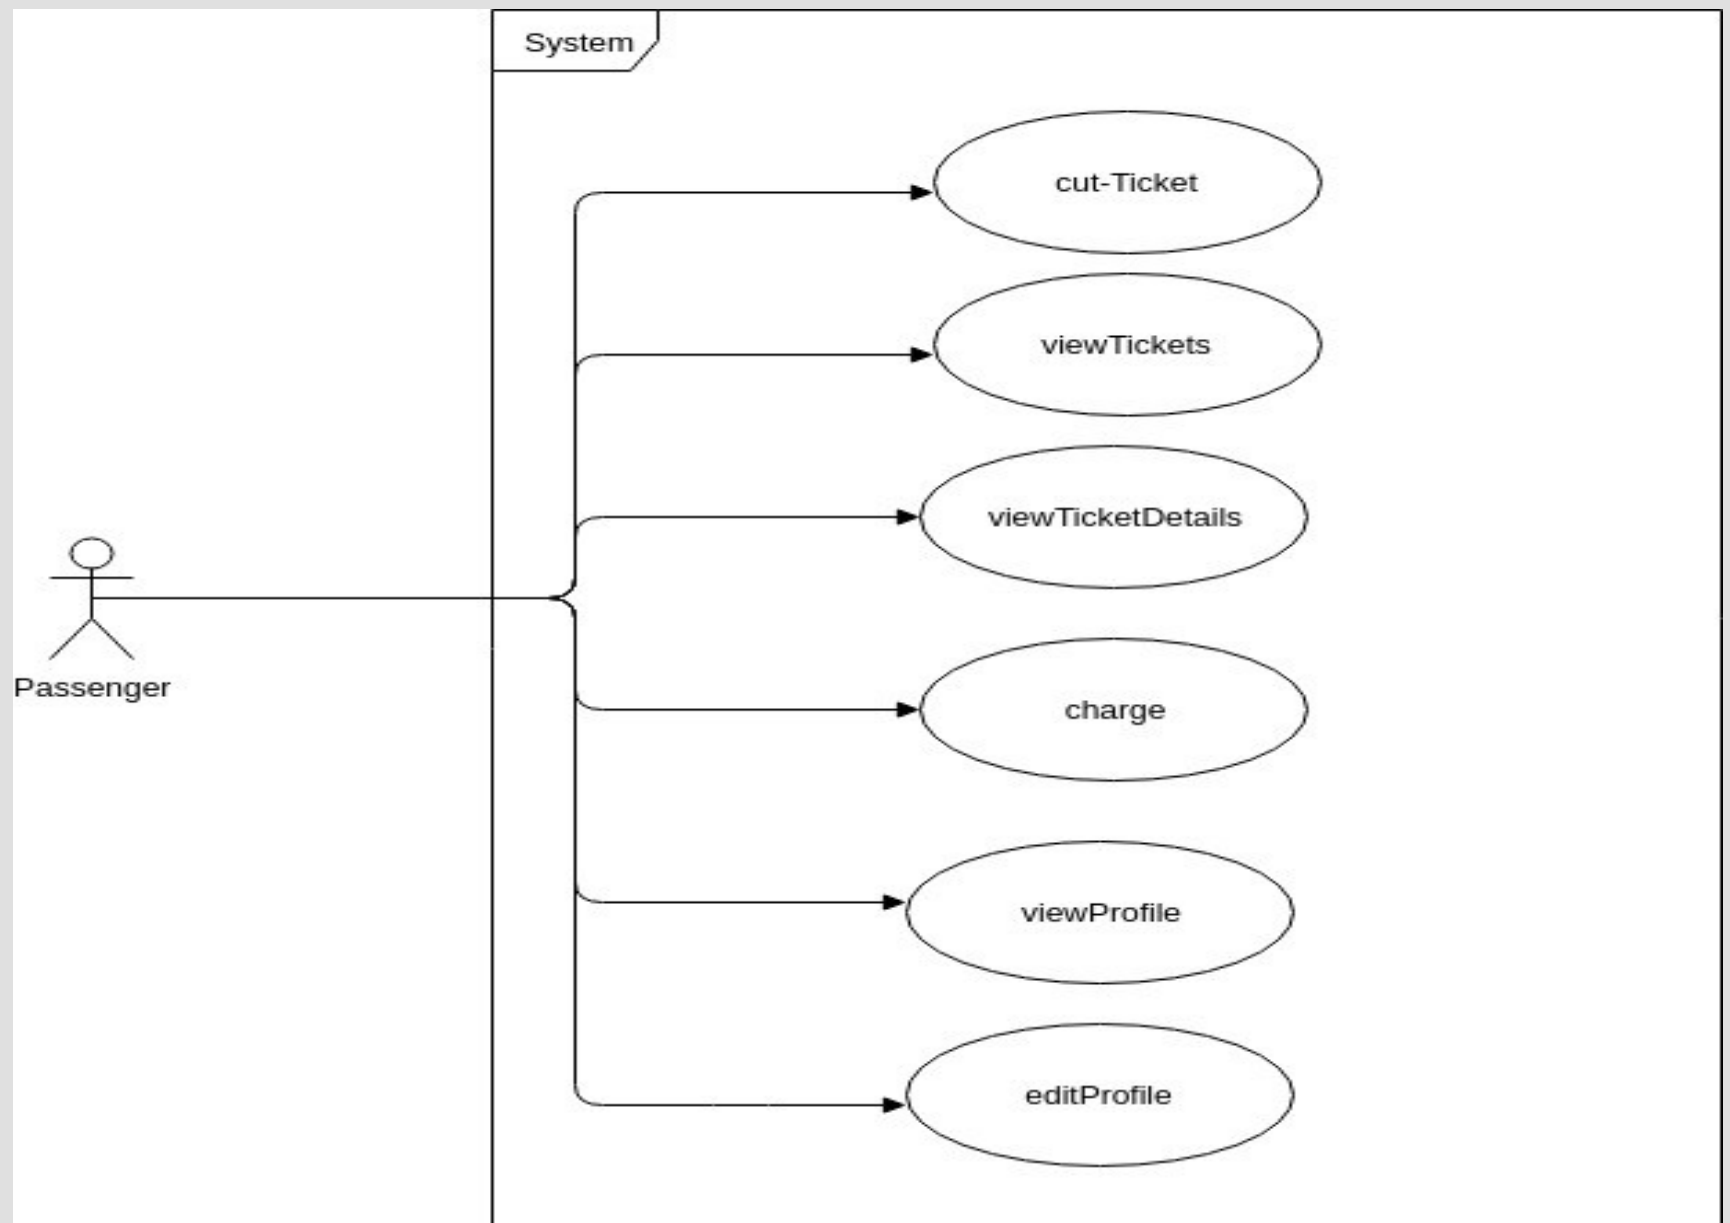 System
cut-Ticket
viewTickets
viewTicketDetails
Passenger
charge
viewProfile
editProfile